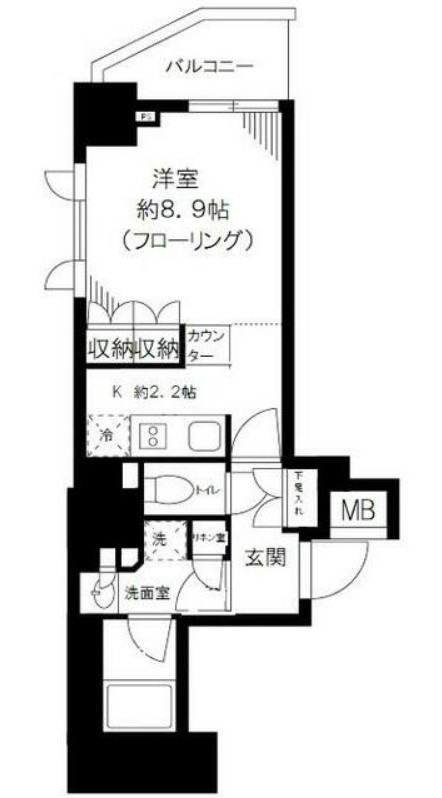 バルコニー
PS
洋室
約8.9帖
(フローリング)
収納
収納
カウン
ター
K 約2.2帖
冷
トイレ
下足入れ
MB
洗
リネン室
玄関
洗面室